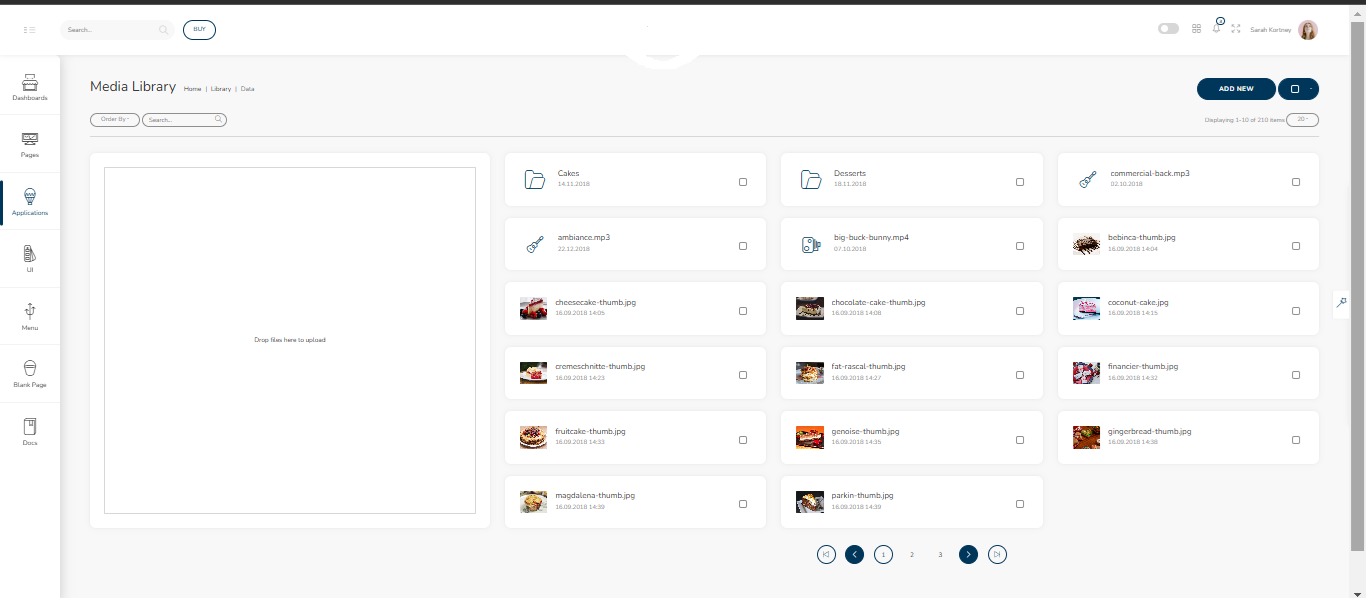 Search...
BUY
Sarah Kortney
Dashboards
Pages
Applications
UI
Menu
Blank Page
Docs
Media Library
Home | Library | Data
ADD NEW
Order By
Search...
Displaying 1-10 of 210 items
20
Drop files here to upload
Cakes
14.11.2018
Desserts
18.11.2018
commercial-back.mp3
02.10.2018
ambiance.mp3
22.12.2018
big-buck-bunny.mp4
07.10.2018
bebinca-thumb.jpg
16.09.2018 14:04
cheesecake-thumb.jpg
16.09.2018 14:05
chocolate-cake-thumb.jpg
16.09.2018 14:08
coconut-cake.jpg
16.09.2018 14:15
cremeschnitte-thumb.jpg
16.09.2018 14:23
fat-rascal-thumb.jpg
16.09.2018 14:27
financier-thumb.jpg
16.09.2018 14:32
fruitcake-thumb.jpg
16.09.2018 14:33
genoise-thumb.jpg
16.09.2018 14:36
gingerbread-thumb.jpg
16.09.2018 14:38
magdalena-thumb.jpg
16.09.2018 14:39
parkin-thumb.jpg
16.09.2018 14:39
1
2
3